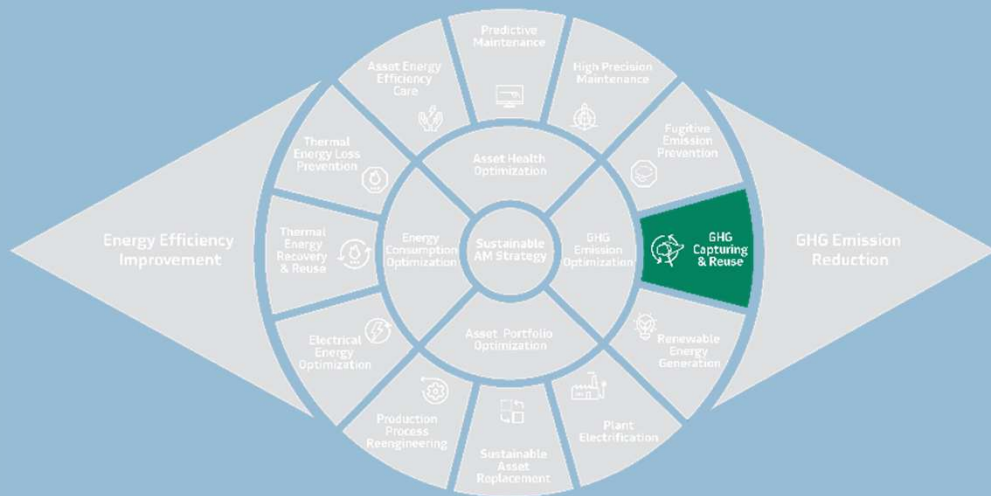 Predictive
Maintenance
Asset Energy
Efficiency
Care
High Precision
Maintenance
Thermal
Energy Loss
Prevention
Fugitive
Emission
Prevention
Asset Health
Optimization
Energy Efficiency
Improvement
Thermal
Energy
Recovery
& Reuse
Energy
Consumption
Optimization
Sustainable
AM Strategy
GHG
Emission
Optimization
GHG
Capturing
& Reuse
GHG Emission
Reduction
Electrical
Energy
Optimization
Asset Portfolio
Optimization
Renewable
Energy
Generation
Production
Process
Reengineering
Sustainable
Asset
Replacement
Plant
Electrification